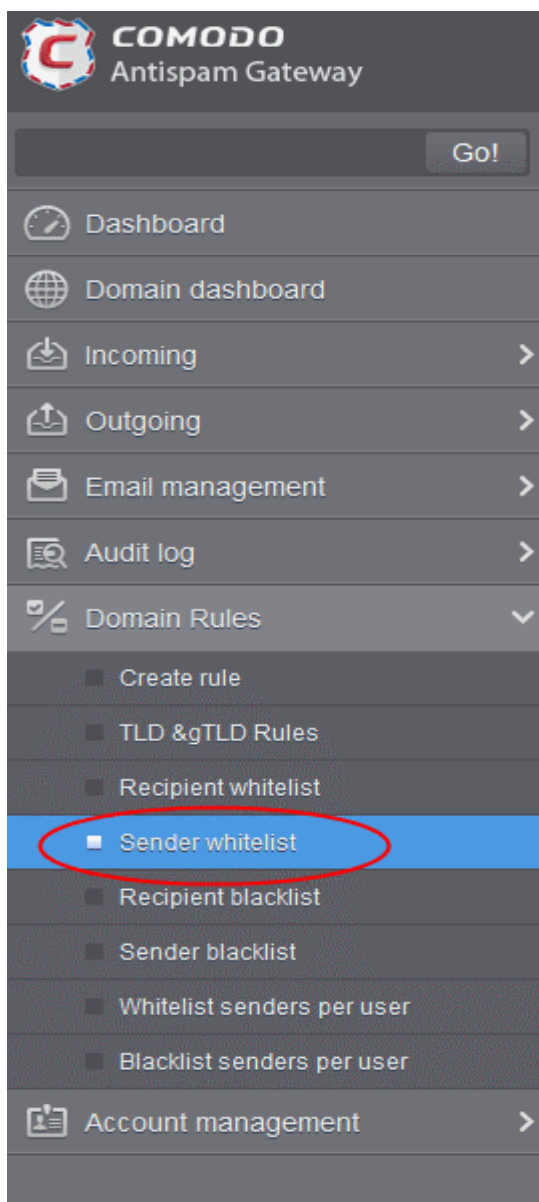 COMODO
Antispam Gateway
Go!
Dashboard
Domain dashboard
Incoming
Outgoing
Email management
Audit log
Domain Rules
Create rule
TLD &gTLD Rules
Recipient whitelist
Sender whitelist
Recipient blacklist
Sender blacklist
Whitelist senders per user
Blacklist senders per user
Account management